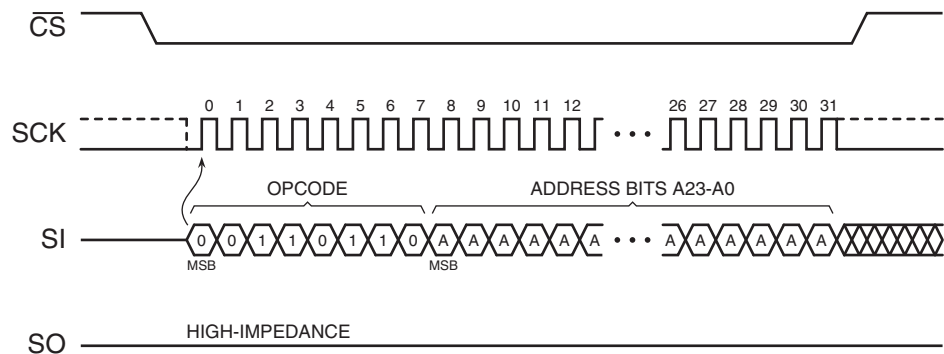 CS
0 1 2 3 4 5 6 7 8 9 10 11 12 26 27 28 29 30 31
SCK
OPCODE
ADDRESS BITS A23-A0
SI 0 0 1 1 0 1 1 0 A A A A A A A A A A A A
MSB MSB
HIGH-IMPEDANCE
SO